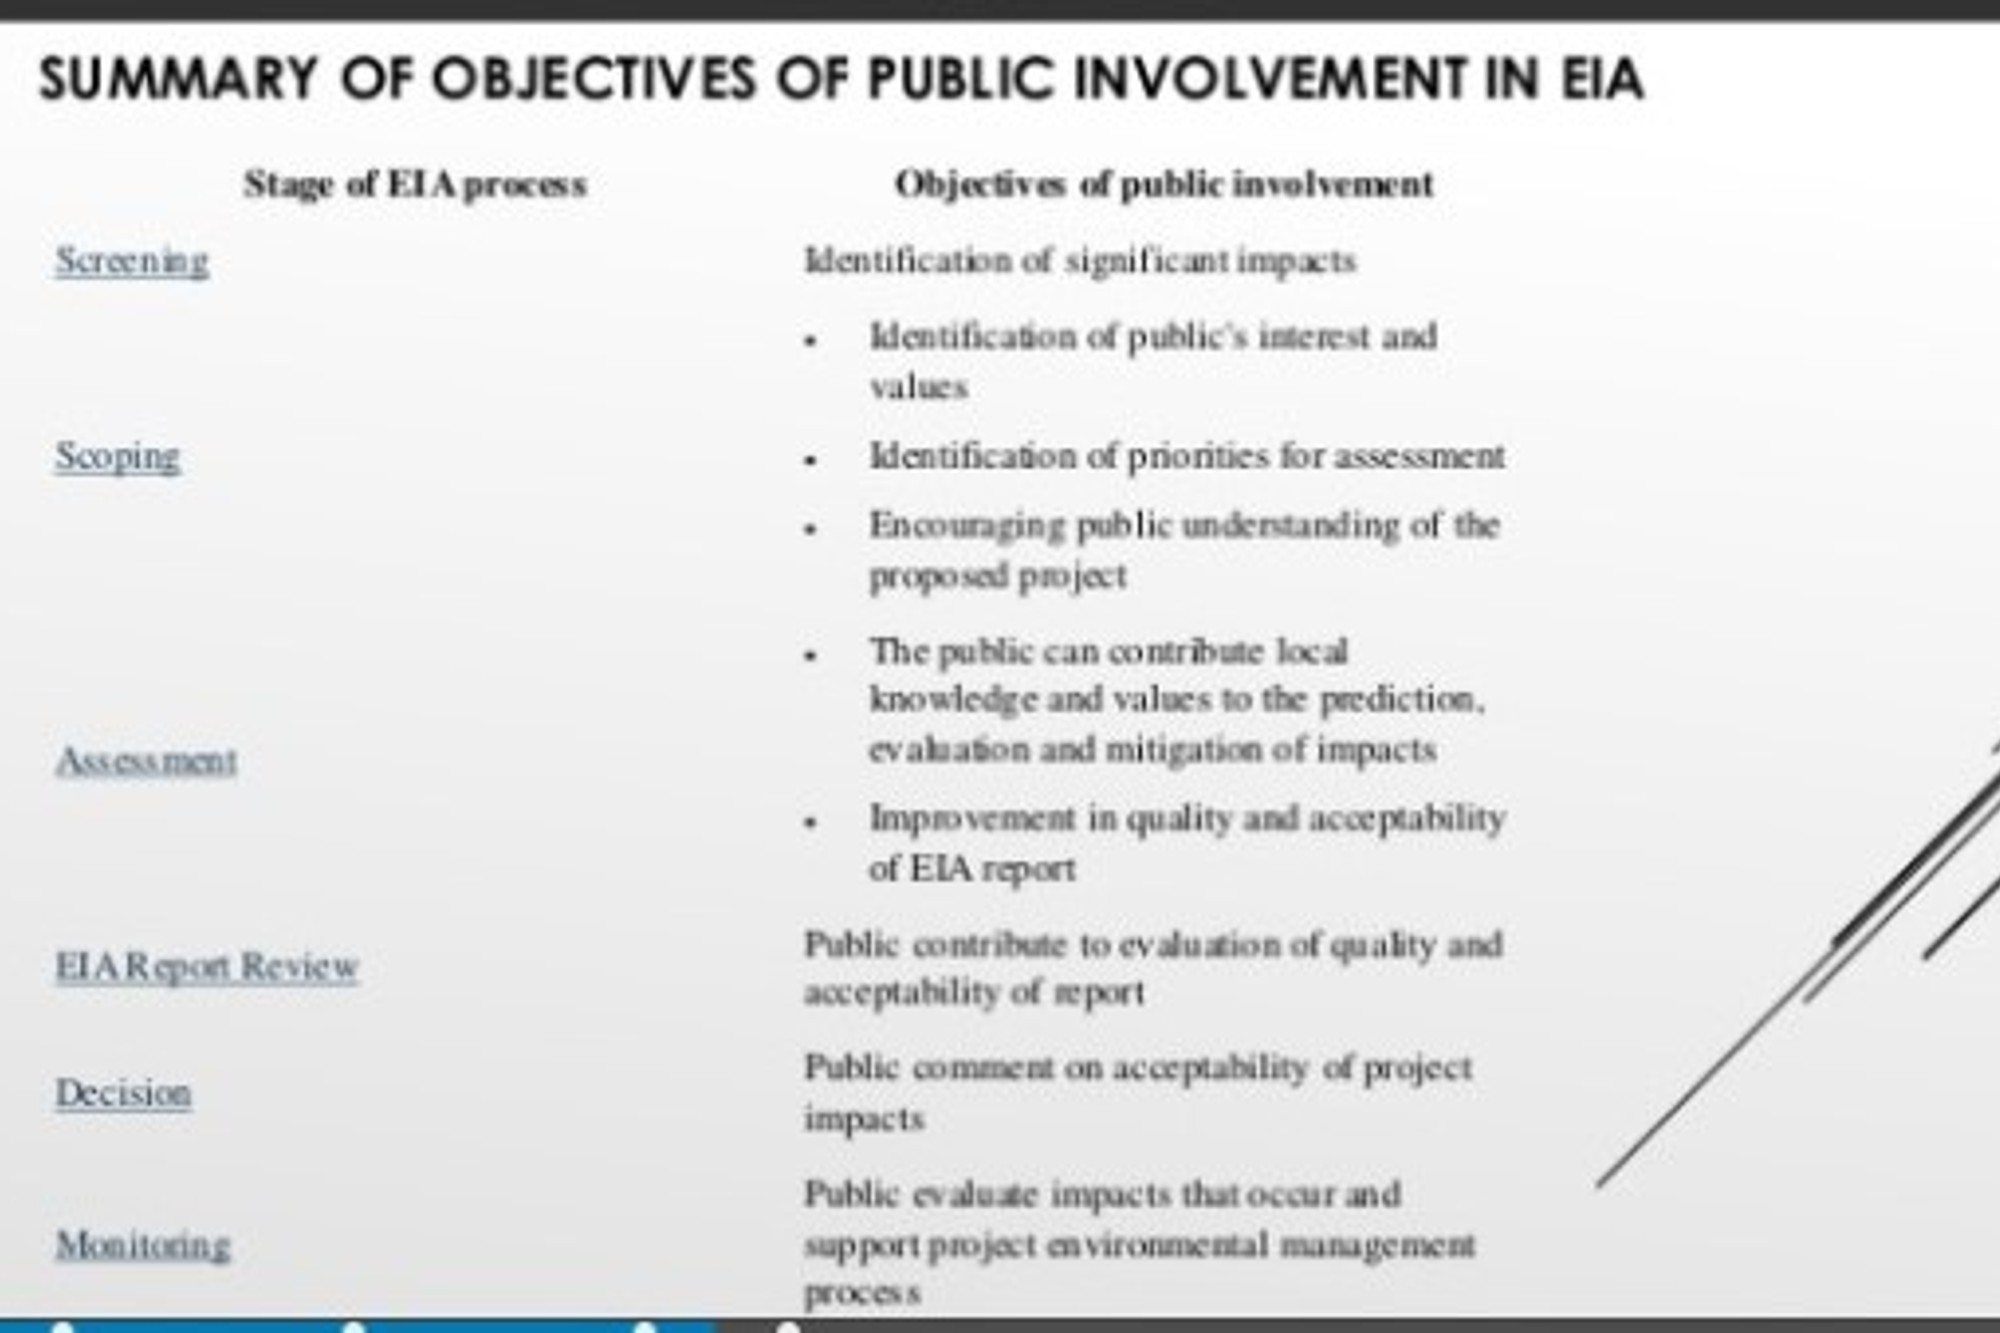 SUMMARY OF OBJECTIVES OF PUBLIC INVOLVEMENT IN EIA
Stage of EIA process
Objectives of public involvement
Screening
Identification of significant impacts
• Identification of public's interest and
values
Scoping
• Identification of priorities for assessment
• Encouraging public understanding of the
proposed project
• The public can contribute local
knowledge and values to the prediction,
evaluation and mitigation of impacts
Assessment
• Improvement in quality and acceptability
of EIA report
EIA Report Review
Public contribute to evaluation of quality and
acceptability of report
Decision
Public comment on acceptability of project
impacts
Monitoring
Public evaluate impacts that occur and
support project environmental management
process